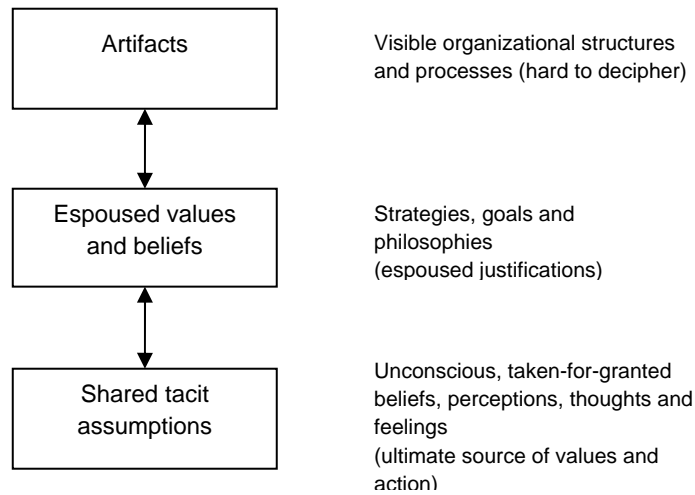 Artifacts
Visible organizational structures
and processes (hard to decipher)
Espoused values
and beliefs
Strategies, goals and
philosophies
(espoused justifications)
Shared tacit
assumptions
Unconscious, taken-for-granted
beliefs, perceptions, thoughts and
feelings
(ultimate source of values and
action)